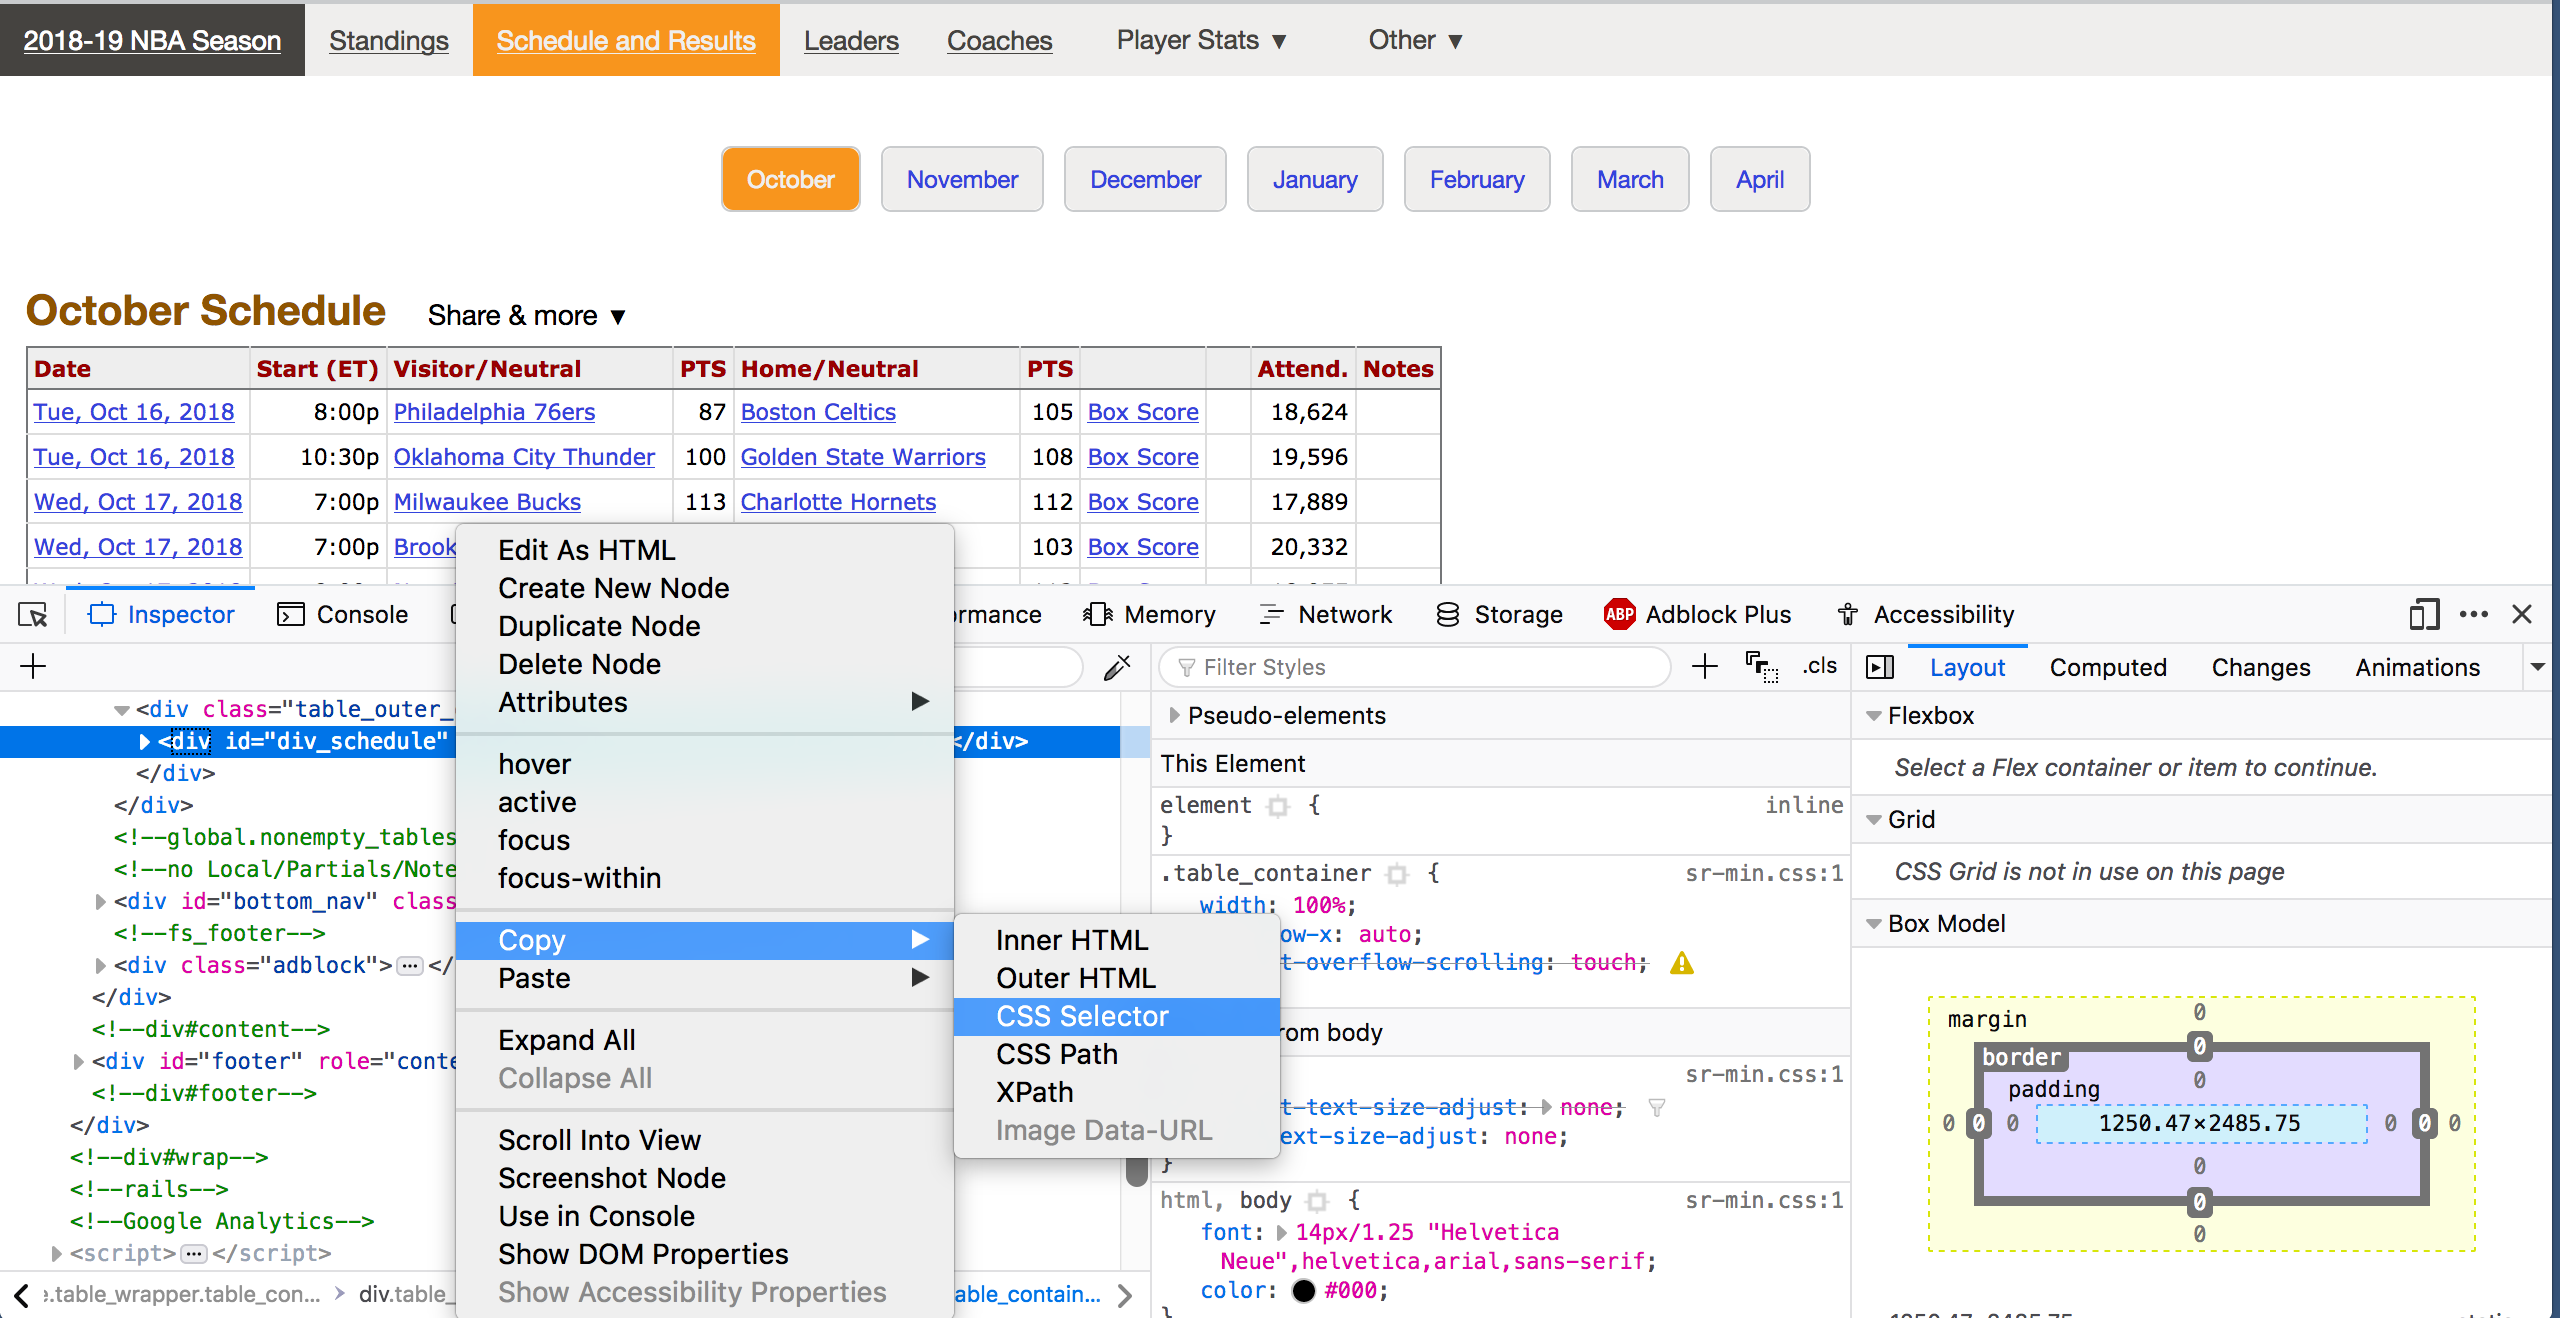 2018-19 NBA Season Standings Schedule and Results Leaders Coaches Player Stats ▼ Other ▼
October November December January February March April
October Schedule Share & more ▼
Date Start (ET) Visitor/Neutral PTS Home/Neutral PTS Attend. Notes
Tue, Oct 16, 2018 8:00p Philadelphia 76ers 87 Boston Celtics 105 Box Score 18,624
Tue, Oct 16, 2018 10:30p Oklahoma City Thunder 100 Golden State Warriors 108 Box Score 19,596
Wed, Oct 17, 2018 7:00p Milwaukee Bucks 113 Charlotte Hornets 112 Box Score 17,889
Wed, Oct 17, 2018 7:00p Brook 103 Box Score 20,332
Inspector Console rmance Memory Network Storage ABP Adblock Plus Accessibility
Filter Styles .cls Layout Computed Changes Animations
<div class="table_outer_
<div id="div_schedule" </div>
</div>
</div>
<!--global.nonempty_tables
<!--no Local/Partials/Note
<div id="bottom_nav" class
<!--fs_footer-->
<div class="adblock">…</
</div>
<!--div#content-->
<div id="footer" role="conte
<!--div#footer-->
</div>
<!--div#wrap-->
<!--rails-->
<!--Google Analytics-->
<script>…</script>
e.table_wrapper.table_con... div.table_ able_contain...
Edit As HTML
Create New Node
Duplicate Node
Delete Node
Attributes
hover
active
focus
focus-within
Copy
Paste
Expand All
Collapse All
Scroll Into View
Screenshot Node
Use in Console
Show DOM Properties
Show Accessibility Properties
Inner HTML
Outer HTML
CSS Selector
CSS Path
XPath
Image Data-URL
Pseudo-elements
This Element
element { inline
}
.table_container { sr-min.css:1
width: 100%;
ow-x: auto;
t-overflow-scrolling: touch;
rom body
sr-min.css:1
t-text-size-adjust: none;
ext-size-adjust: none;
}
html, body { sr-min.css:1
font: 14px/1.25 "Helvetica
Neue",helvetica,arial,sans-serif;
color: #000;
}
Flexbox
Select a Flex container or item to continue.
Grid
CSS Grid is not in use on this page
Box Model
margin 0
border 0
padding 0
0 0 0 1250.47×2485.75 0 0 0
0
0
0